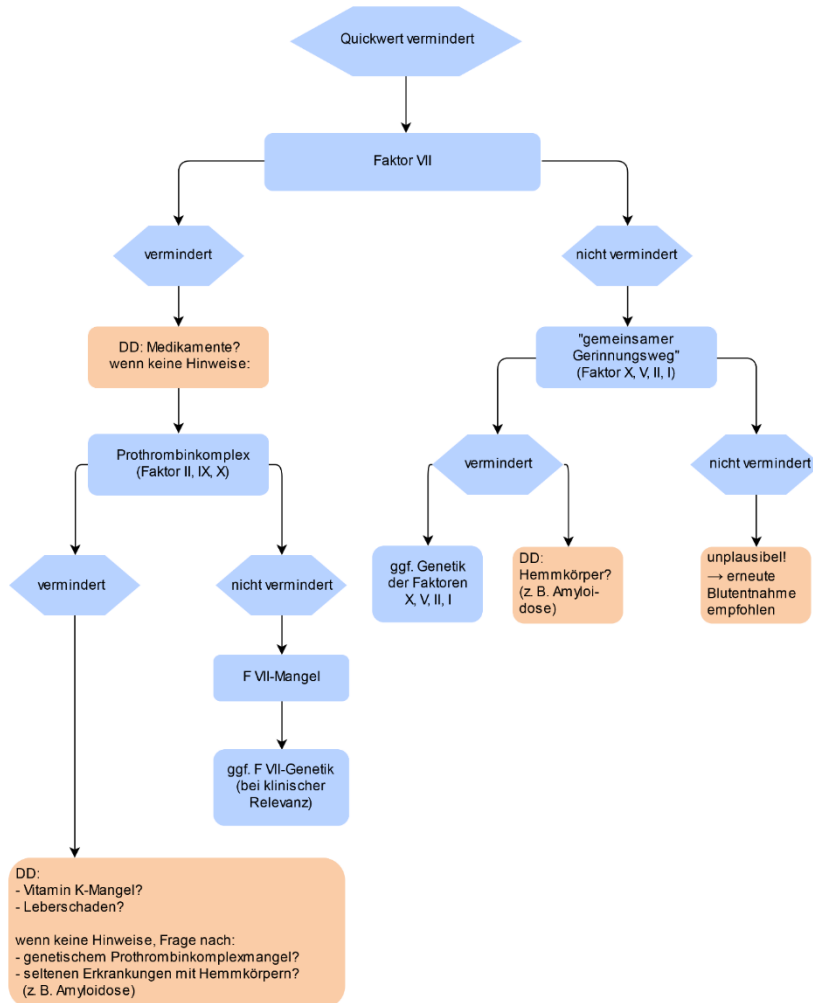 Quickwert vermindert
Faktor VII
vermindert
nicht vermindert
DD: Medikamente?
wenn keine Hinweise:
"gemeinsamer
Gerinnungsweg"
(Faktor X, V, II, I)
Prothrombinkomplex
(Faktor II, IX, X)
vermindert
nicht vermindert
ggf. Genetik
der Faktoren
X, V, II, I
DD:
Hemmkörper?
(z. B. Amyloi-
dose)
unplausibel!
→ erneute
Blutentnahme
empfohlen
vermindert
nicht vermindert
F VII-Mangel
ggf. F VII-Genetik
(bei klinischer
Relevanz)
DD:
- Vitamin K-Mangel?
- Leberschaden?
wenn keine Hinweise, Frage nach:
- genetischem Prothrombinkomplexmangel?
- seltenen Erkrankungen mit Hemmkörpern?
(z. B. Amyloidose)